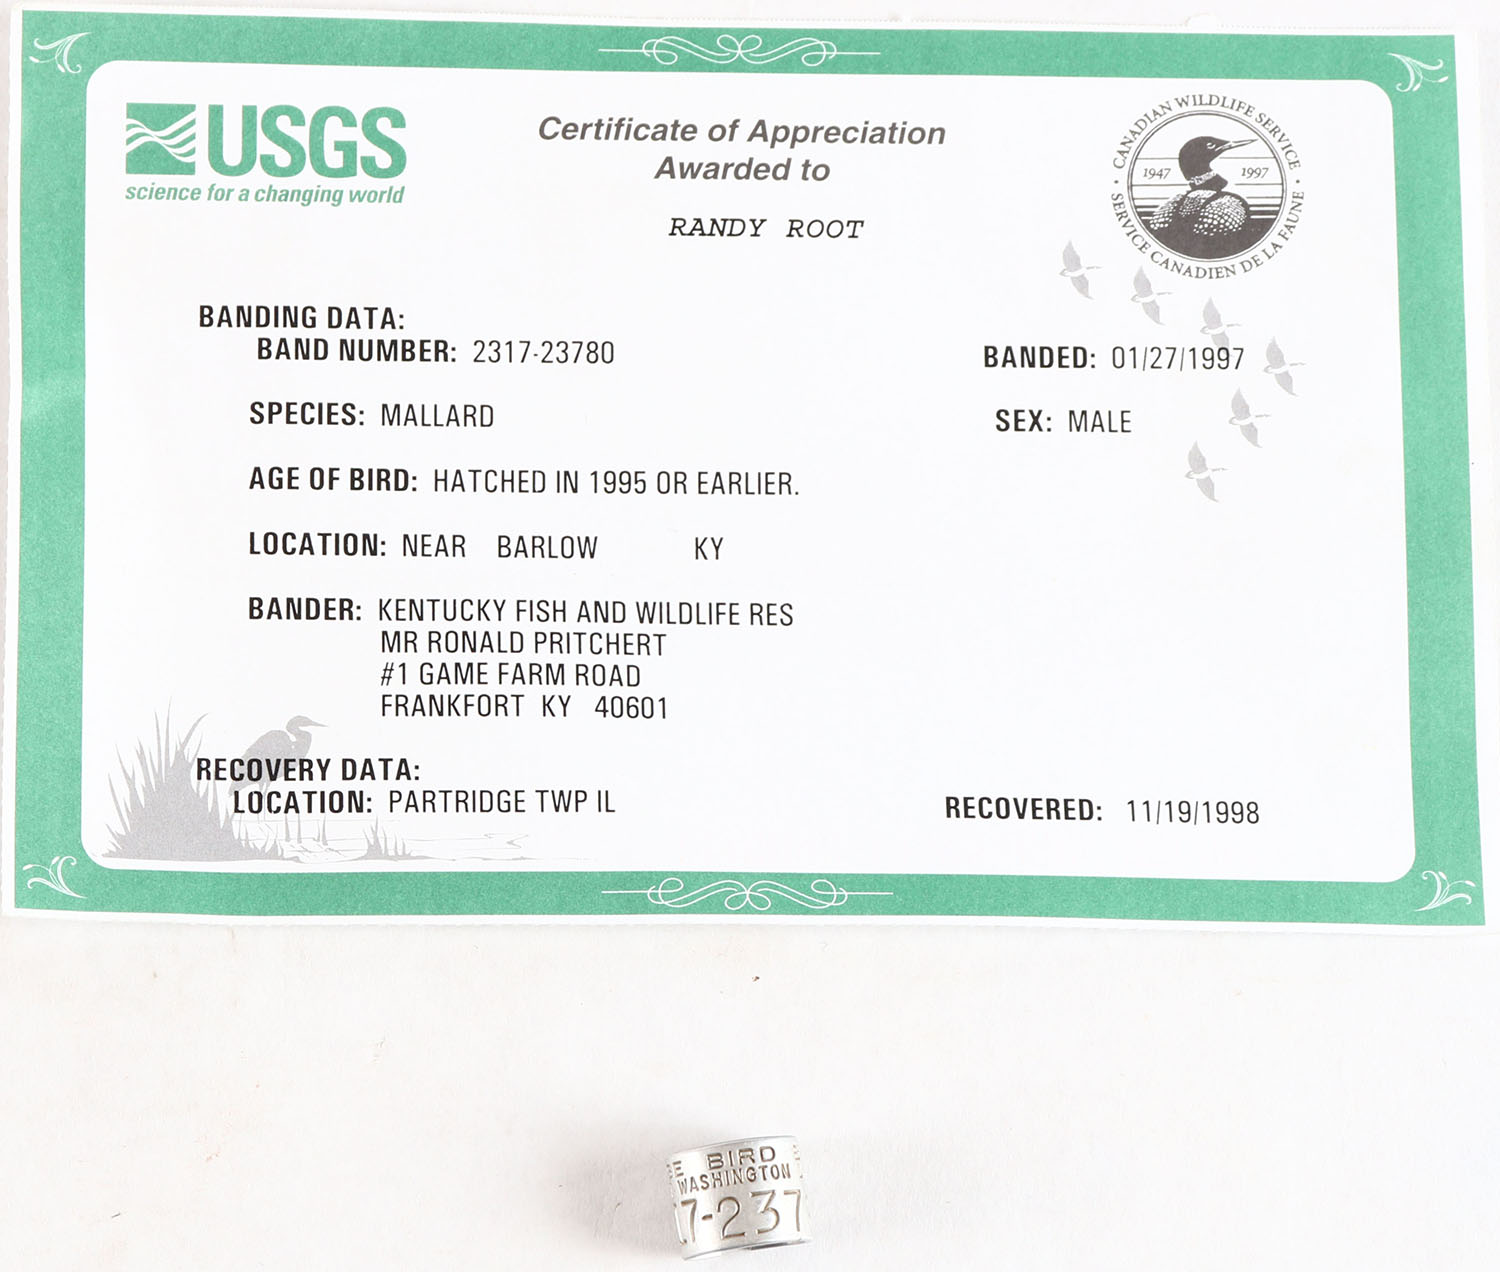 USGS
science for a changing world
Certificate of Appreciation
Awarded to
RANDY ROOT
CANADIAN WILDLIFE SERVICE
1947 1997
SERVICE CANADIEN DE LA FAUNE
BANDING DATA:
BAND NUMBER: 2317-23780 BANDED: 01/27/1997
SPECIES: MALLARD SEX: MALE
AGE OF BIRD: HATCHED IN 1995 OR EARLIER.
LOCATION: NEAR BARLOW KY
BANDER: KENTUCKY FISH AND WILDLIFE RES
MR RONALD PRITCHERT
#1 GAME FARM ROAD
FRANKFORT KY 40601
RECOVERY DATA:
LOCATION: PARTRIDGE TWP IL RECOVERED: 11/19/1998
BIRD
WASHINGTON
7-237